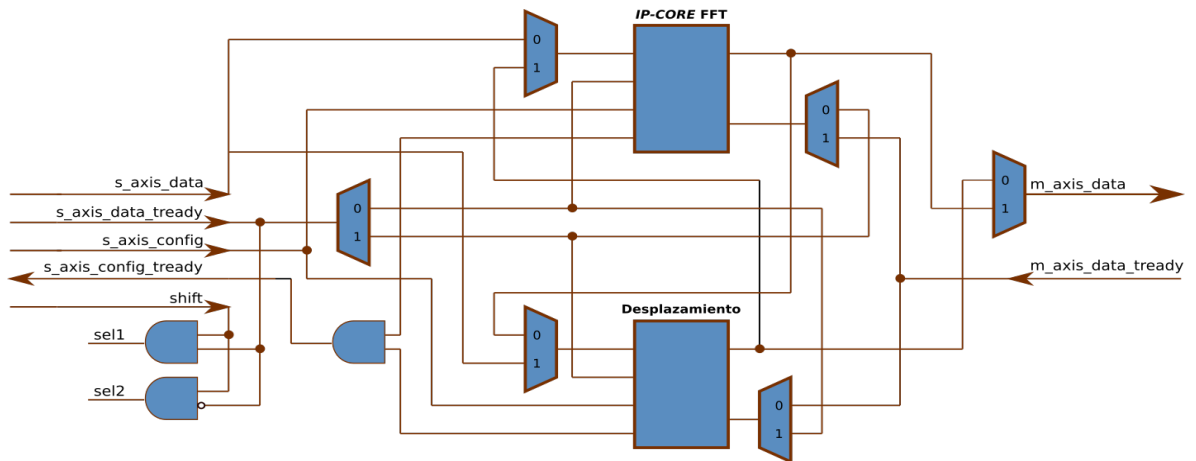 IP-CORE FFT
0
1
0
1
s_axis_data
0
1
m_axis_data
s_axis_data_tready
0
1
s_axis_config
s_axis_config_tready
m_axis_data_tready
shift
Desplazamiento
sel1
0
1
sel2
0
1